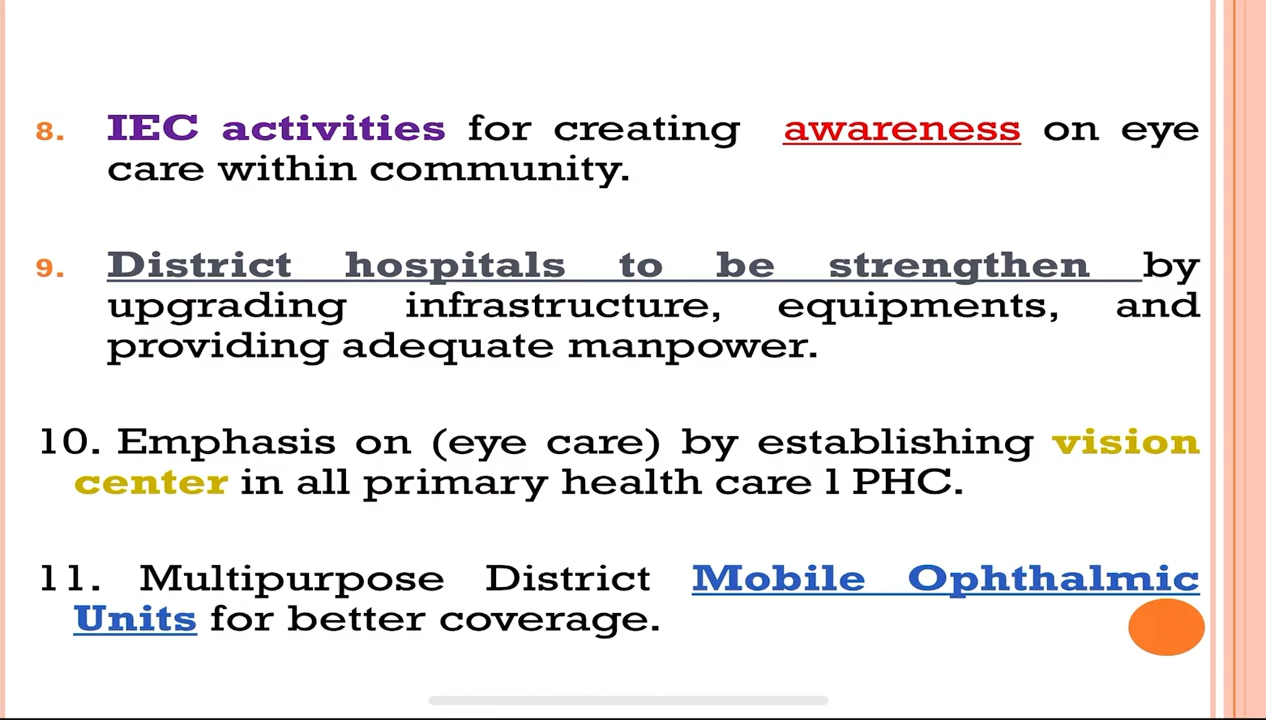 8. IEC activities for creating awareness on eye
care within community.
9. District hospitals to be strengthen by
upgrading infrastructure, equipments, and
providing adequate manpower.
10. Emphasis on (eye care) by establishing vision
center in all primary health care l PHC.
11. Multipurpose District Mobile Ophthalmic
Units for better coverage.